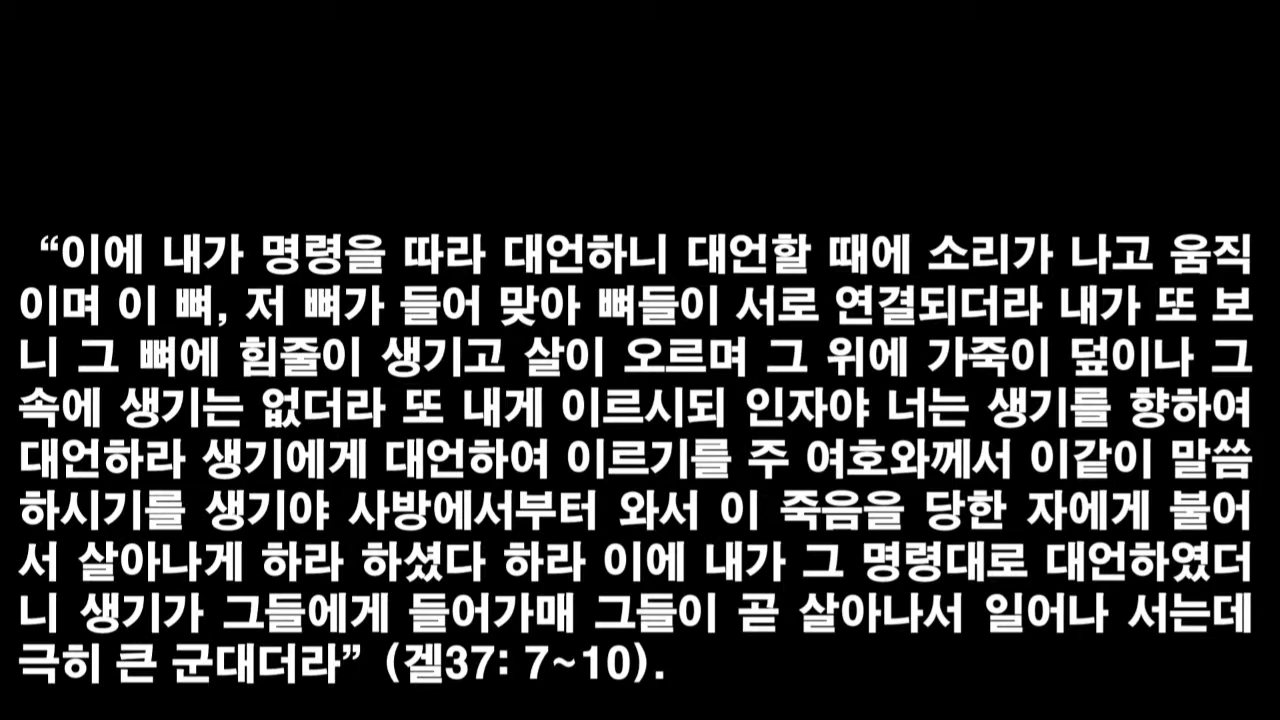 “이에 내가 명령을 따라 대언하니 대언할 때에 소리가 나고 움직
이며 이 뼈, 저 뼈가 들어 맞아 뼈들이 서로 연결되더라 내가 또 보
니 그 뼈에 힘줄이 생기고 살이 오르며 그 위에 가죽이 덮이나 그
속에 생기는 없더라 또 내게 이르시되 인자야 너는 생기를 향하여
대언하라 생기에게 대언하여 이르기를 주 여호와께서 이같이 말씀
하시기를 생기야 사방에서부터 와서 이 죽음을 당한 자에게 불어
서 살아나게 하라 하셨다 하라 이에 내가 그 명령대로 대언하였더
니 생기가 그들에게 들어가매 그들이 곧 살아나서 일어나 서는데
극히 큰 군대더라” (겔37: 7~10).